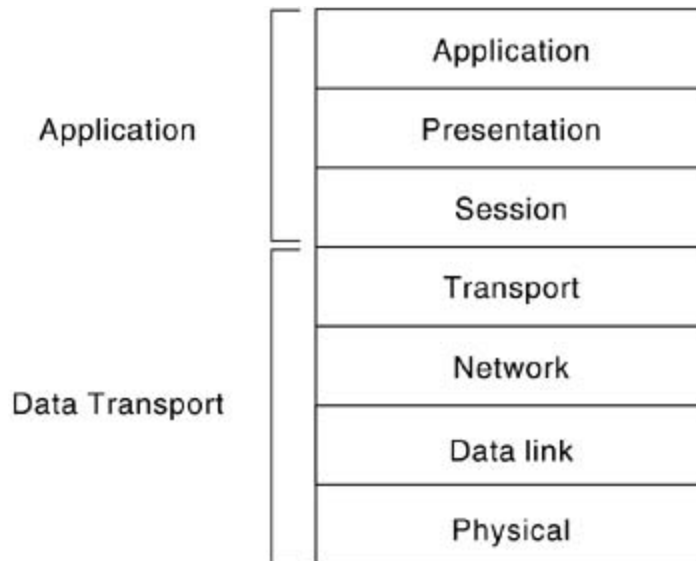 Application
Presentation
Session
Transport
Network
Data link
Physical
Application
Data Transport